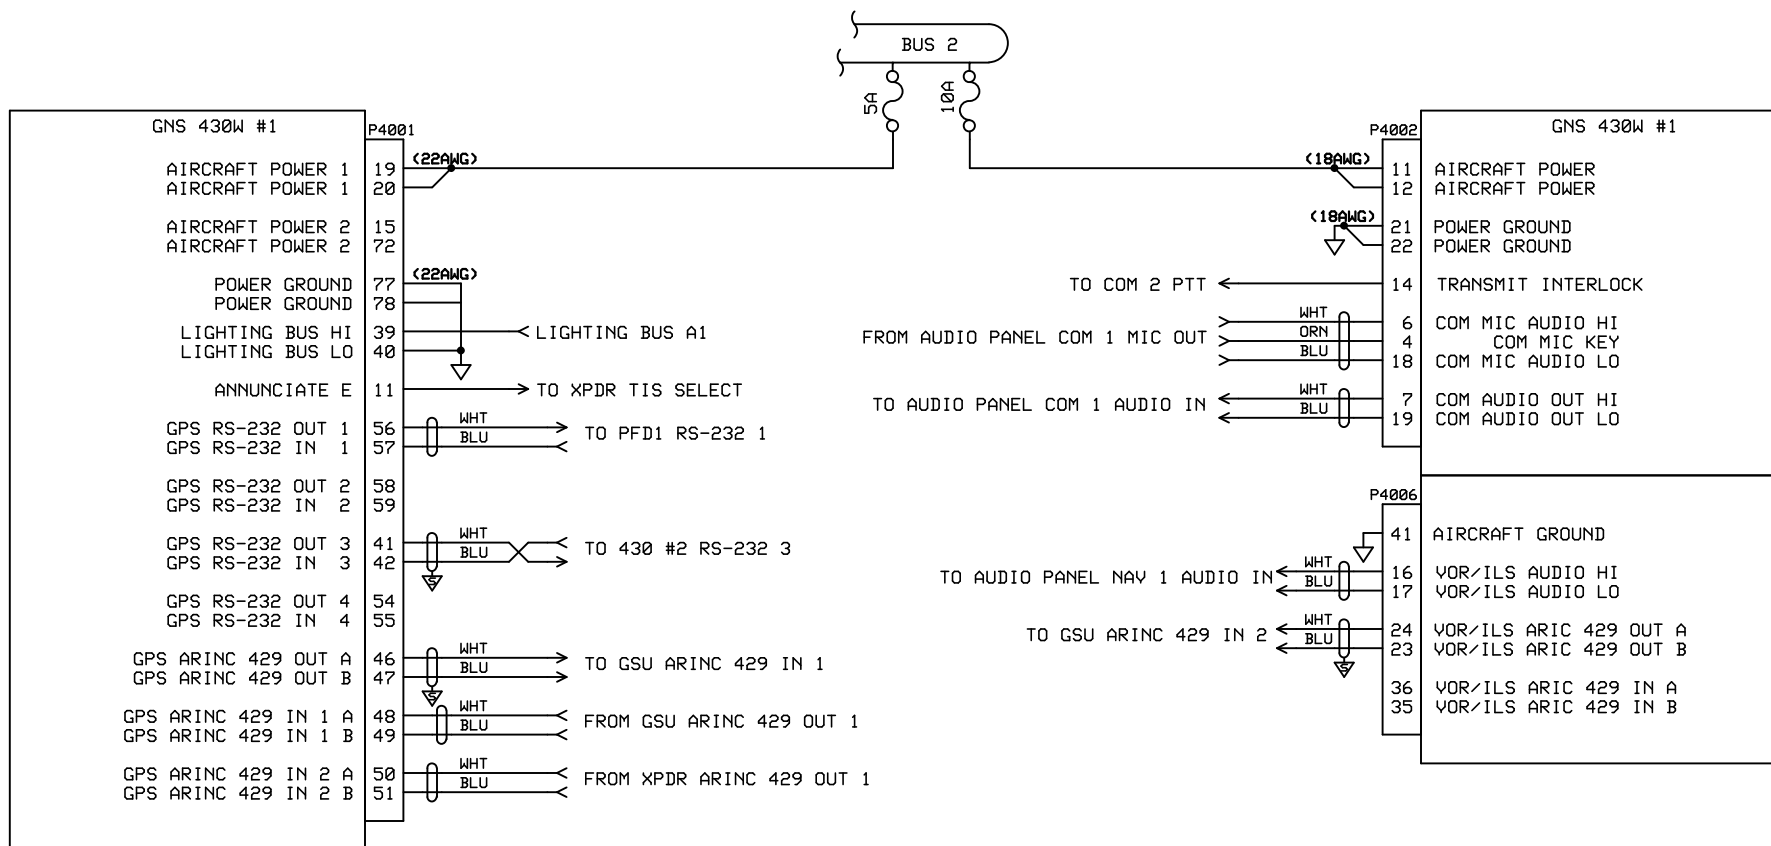 BUS 2
5A
10A
GNS 430W #1
P4001
AIRCRAFT POWER 1 19 (22AWG)
AIRCRAFT POWER 1 20
AIRCRAFT POWER 2 15
AIRCRAFT POWER 2 72
POWER GROUND 77 (22AWG)
POWER GROUND 78
LIGHTING BUS HI 39 LIGHTING BUS A1
LIGHTING BUS LO 40
ANNUNCIATE E 11 TO XPDR TIS SELECT
GPS RS-232 OUT 1 56 WHT
TO PFD1 RS-232 1
GPS RS-232 IN 1 57 BLU
GPS RS-232 OUT 2 58
GPS RS-232 IN 2 59
GPS RS-232 OUT 3 41 WHT
TO 430 #2 RS-232 3
GPS RS-232 IN 3 42 BLU
S
GPS RS-232 OUT 4 54
GPS RS-232 IN 4 55
GPS ARINC 429 OUT A 46 WHT
TO GSU ARINC 429 IN 1
GPS ARINC 429 OUT B 47 BLU
S
GPS ARINC 429 IN 1 A 48 WHT
FROM GSU ARINC 429 OUT 1
GPS ARINC 429 IN 1 B 49 BLU
GPS ARINC 429 IN 2 A 50 WHT
FROM XPDR ARINC 429 OUT 1
GPS ARINC 429 IN 2 B 51 BLU
GNS 430W #1
P4002
(18AWG) 11 AIRCRAFT POWER
12 AIRCRAFT POWER
(18AWG) 21 POWER GROUND
22 POWER GROUND
TO COM 2 PTT 14 TRANSMIT INTERLOCK
WHT 6 COM MIC AUDIO HI
FROM AUDIO PANEL COM 1 MIC OUT ORN 4 COM MIC KEY
BLU 18 COM MIC AUDIO LO
WHT 7 COM AUDIO OUT HI
TO AUDIO PANEL COM 1 AUDIO IN
BLU 19 COM AUDIO OUT LO
P4006
41 AIRCRAFT GROUND
WHT 16 VOR/ILS AUDIO HI
TO AUDIO PANEL NAV 1 AUDIO IN
BLU 17 VOR/ILS AUDIO LO
WHT 24 VOR/ILS ARIC 429 OUT A
TO GSU ARINC 429 IN 2
BLU 23 VOR/ILS ARIC 429 OUT B
S
36 VOR/ILS ARIC 429 IN A
35 VOR/ILS ARIC 429 IN B